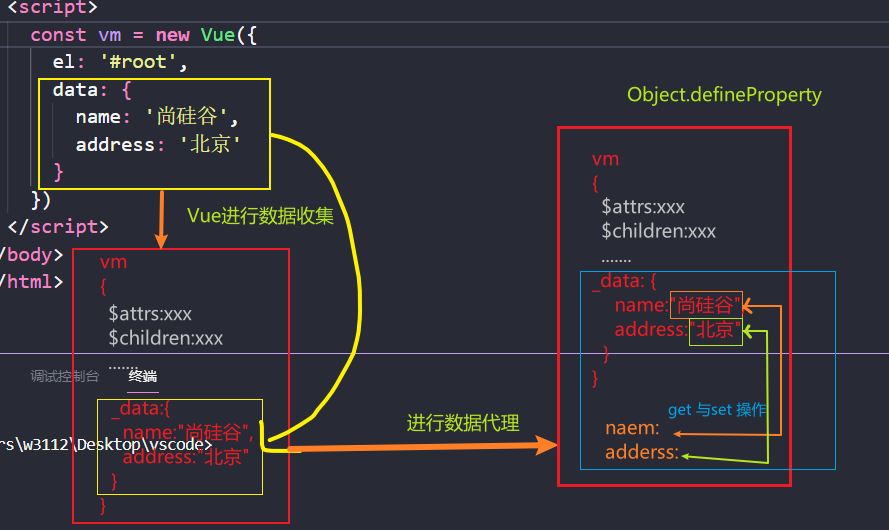 <script>
const vm = new Vue({
el: '#root',
data: {
name: '尚硅谷',
address: '北京'
}
})
</script>
/body>
/html>
Vue进行数据收集
vm
{
$attrs:xxx
$children:xxx
.......
调试控制台 终端
_data:{
name:"尚硅谷",
rs\w3112\Desktop\vscode>
address:"北京"
}
}
进行数据代理
Object.defineProperty
vm
{
$attrs:xxx
$children:xxx
.......
_data: {
name:"尚硅谷"
address:"北京"
}
}
get 与set 操作
naem:
adderss: